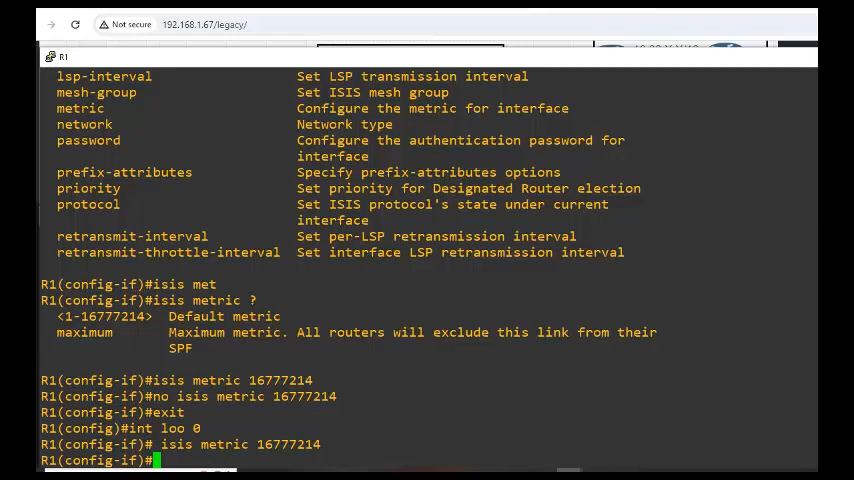 Not secure 192.168.1.67/legacy/
R1
lsp-interval Set LSP transmission interval
mesh-group Set ISIS mesh group
metric Configure the metric for interface
network Network type
password Configure the authentication password for
interface
prefix-attributes Specify prefix-attributes options
priority Set priority for Designated Router election
protocol Set ISIS protocol's state under current
interface
retransmit-interval Set per-LSP retransmission interval
retransmit-throttle-interval Set interface LSP retransmission interval
R1(config-if)#isis met
R1(config-if)#isis metric ?
<1-16777214> Default metric
maximum Maximum metric. All routers will exclude this link from their
SPF
R1(config-if)#isis metric 16777214
R1(config-if)#no isis metric 16777214
R1(config-if)#exit
R1(config)#int loo 0
R1(config-if)# isis metric 16777214
R1(config-if)#